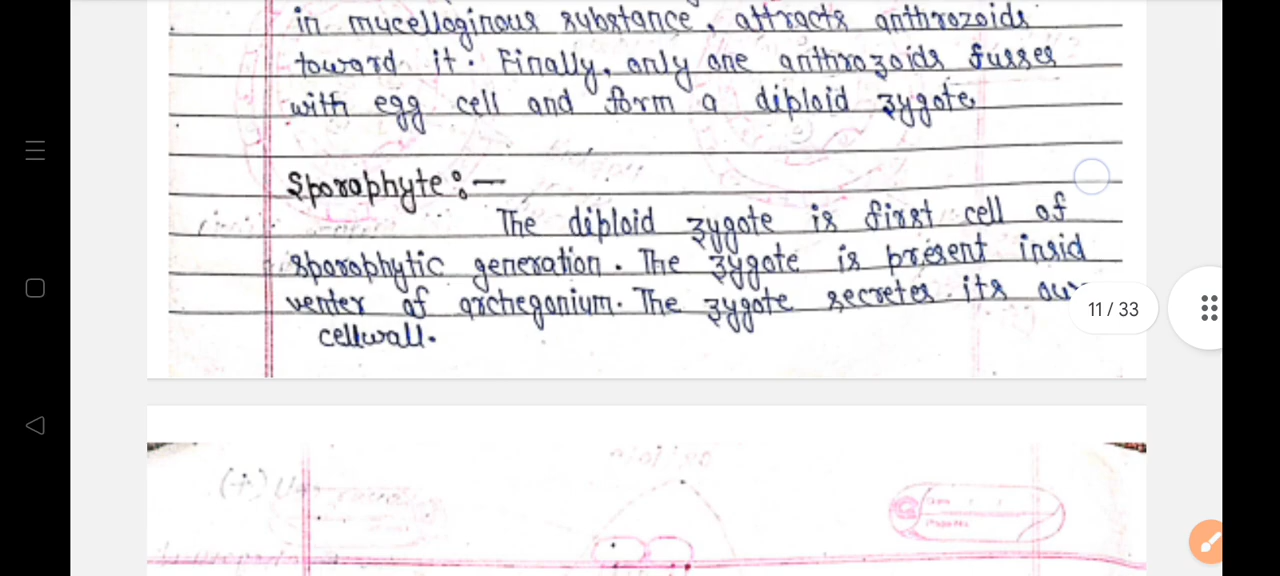 in mucelloginous substance, attracts anthrozoids
toward it. Finally, only one anthrozoids fusses
with egg cell and form a diploid zygote
Sporophyte:—
The diploid zygote is first cell of
sporophytic generation. The zygote is present insid
venter of archegonium. The zygote secretes its
cellwall.
11 / 33